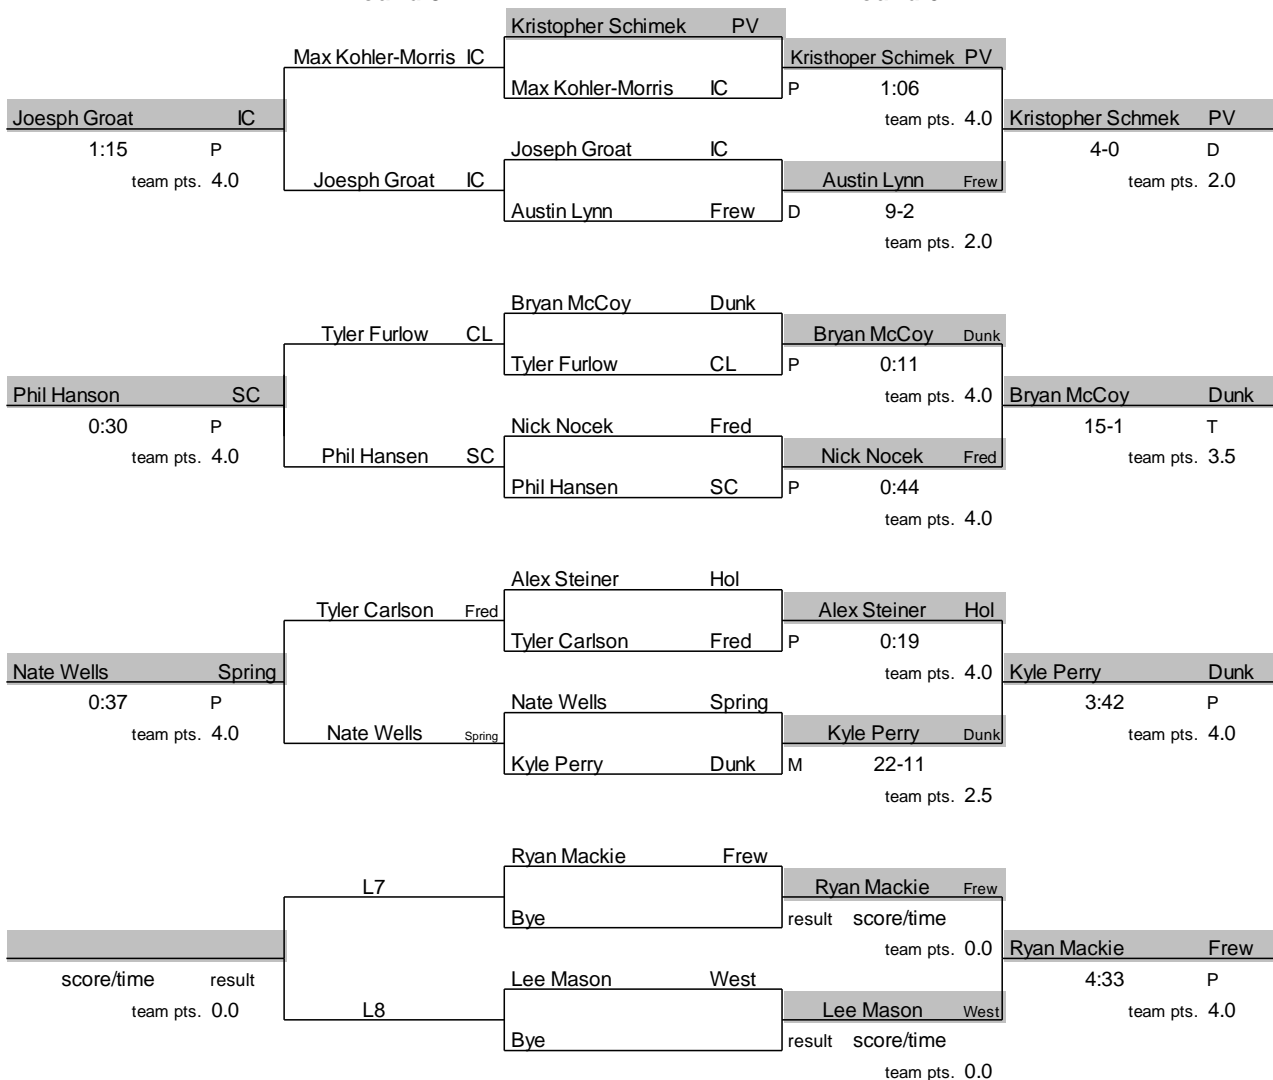 Kristopher Schimek PV
Max Kohler-Morris IC Kristhoper Schimek PV
Max Kohler-Morris IC P 1:06
Joesph Groat IC team pts. 4.0 Kristopher Schmek PV
1:15 P Joseph Groat IC 4-0 D
team pts. 4.0 Joesph Groat IC Austin Lynn Frew team pts. 2.0
Austin Lynn Frew D 9-2
team pts. 2.0
Bryan McCoy Dunk
Tyler Furlow CL Bryan McCoy Dunk
Tyler Furlow CL P 0:11
Phil Hanson SC team pts. 4.0 Bryan McCoy Dunk
0:30 P Nick Nocek Fred 15-1 T
team pts. 4.0 Phil Hansen SC Nick Nocek Fred team pts. 3.5
Phil Hansen SC P 0:44
team pts. 4.0
Alex Steiner Hol
Tyler Carlson Fred Alex Steiner Hol
Tyler Carlson Fred P 0:19
Nate Wells Spring team pts. 4.0 Kyle Perry Dunk
0:37 P Nate Wells Spring 3:42 P
team pts. 4.0 Nate Wells Spring Kyle Perry Dunk team pts. 4.0
Kyle Perry Dunk M 22-11
team pts. 2.5
Ryan Mackie Frew
L7 Ryan Mackie Frew
Bye result score/time
team pts. 0.0 Ryan Mackie Frew
score/time result Lee Mason West 4:33 P
team pts. 0.0 L8 Lee Mason West team pts. 4.0
Bye result score/time
team pts. 0.0